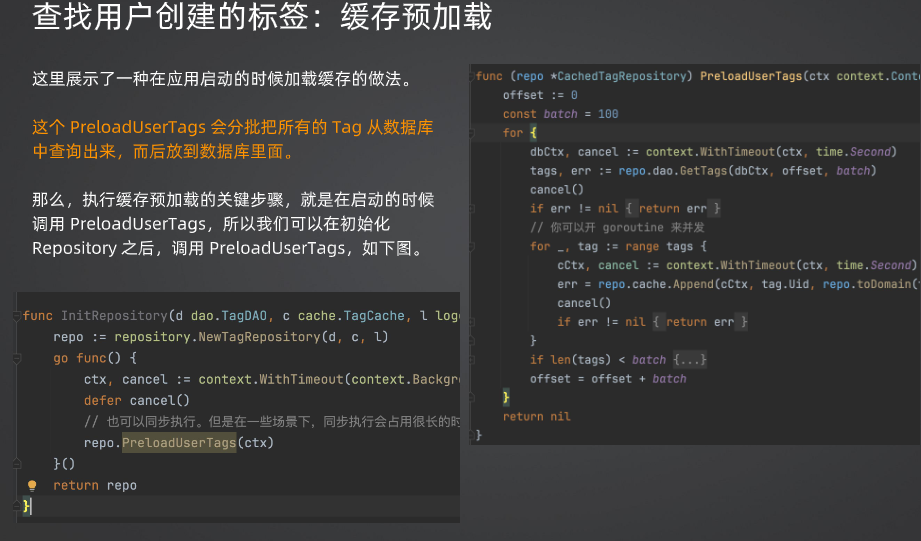 查找用户创建的标签：缓存预加载
这里展示了一种在应用启动的时候加载缓存的做法。
这个 PreloadUserTags 会分批把所有的 Tag 从数据库
中查询出来，而后放到数据库里面。
那么，执行缓存预加载的关键步骤，就是在启动的时候
调用 PreloadUserTags，所以我们可以在初始化
Repository 之后，调用 PreloadUserTags，如下图。
func InitRepository(d dao.TagDAO, c cache.TagCache, l log
repo := repository.NewTagRepository(d, c, l)
go func() {
ctx, cancel := context.WithTimeout(context.Backgr
defer cancel()
// 也可以同步执行。但是在一些场景下，同步执行会占用很长的时
repo.PreloadUserTags(ctx)
}()
return repo
}
func (repo *CachedTagRepository) PreloadUserTags(ctx context.Cont
offset := 0
const batch = 100
for {
dbCtx, cancel := context.WithTimeout(ctx, time.Second)
tags, err := repo.dao.GetTags(dbCtx, offset, batch)
cancel()
if err != nil { return err }
// 你可以开 goroutine 来并发
for _, tag := range tags {
cCtx, cancel := context.WithTimeout(ctx, time.Second)
err = repo.cache.Append(cCtx, tag.Uid, repo.toDomain(
cancel()
if err != nil { return err }
}
if len(tags) < batch {...}
offset = offset + batch
}
return nil
}